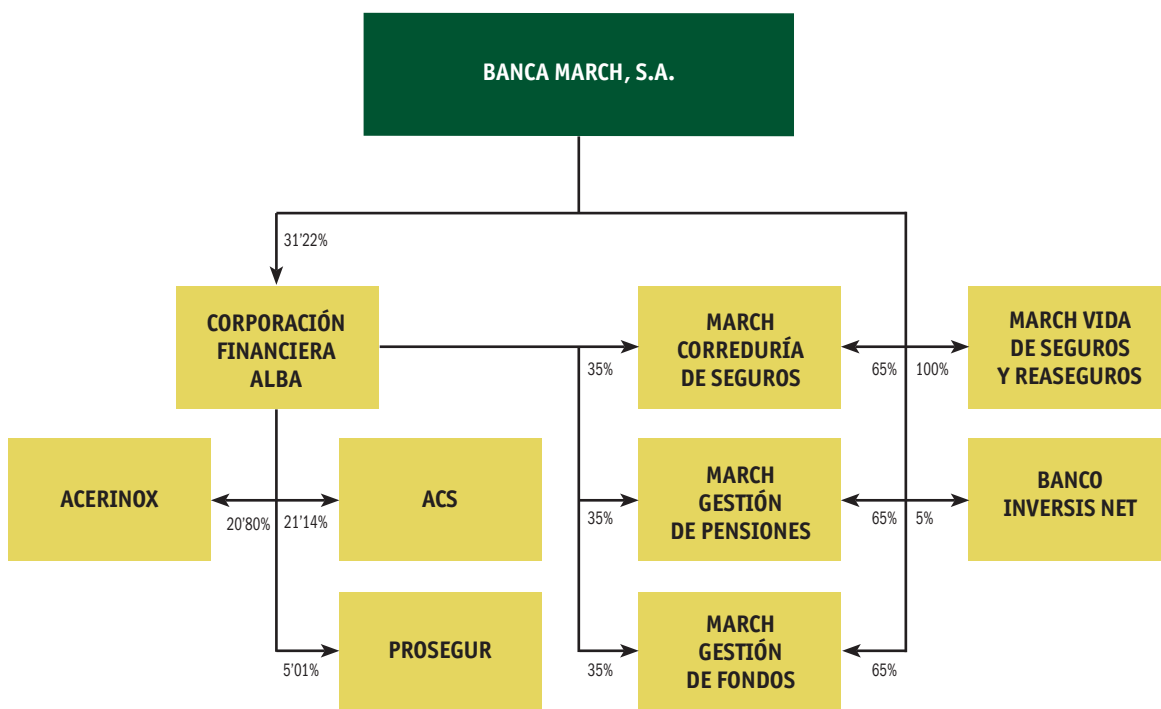 BANCA MARCH, S.A.
31'22%
CORPORACIÓN
FINANCIERA
ALBA
MARCH
CORREDURÍA
DE SEGUROS
MARCH VIDA
DE SEGUROS
Y REASEGUROS
35%
65%
100%
ACERINOX
ACS
MARCH
GESTIÓN
DE PENSIONES
BANCO
INVERSIS NET
20'80%
21'14%
35%
65%
5%
PROSEGUR
MARCH
GESTIÓN
DE FONDOS
5'01%
35%
65%